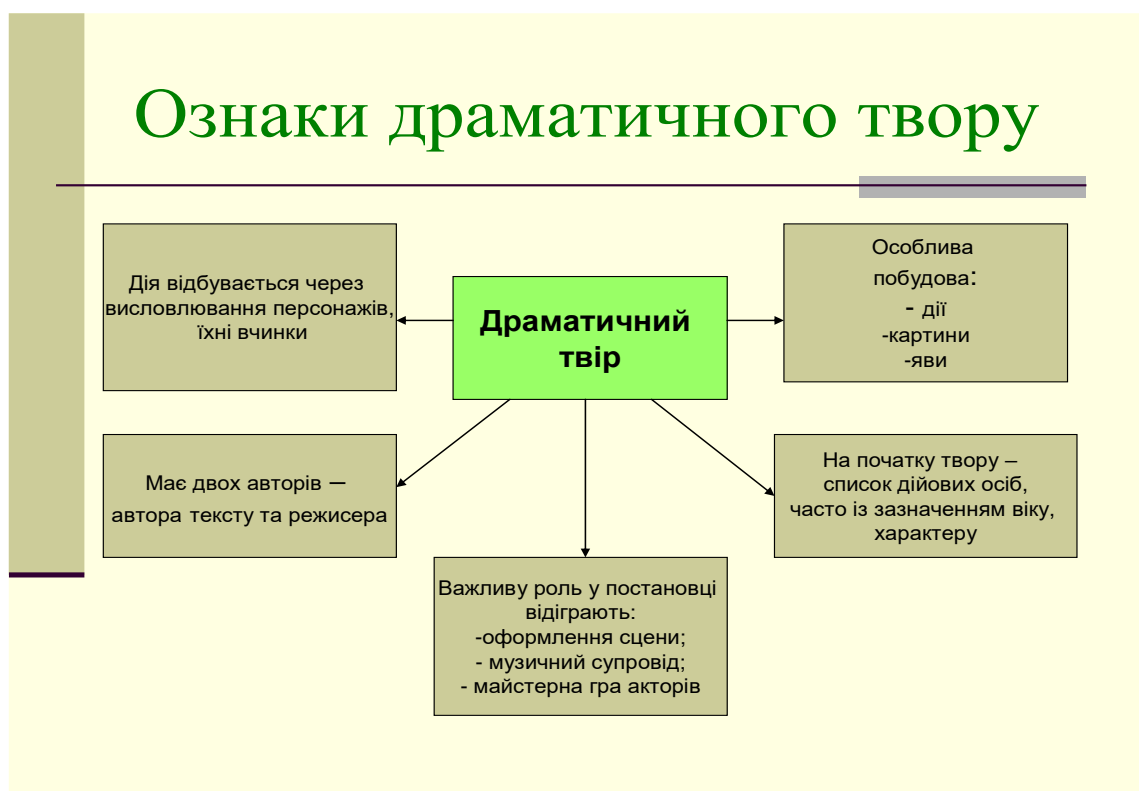 Ознаки драматичного твору
Дія відбувається через
висловлювання персонажів,
їхні вчинки
Драматичний
твір
Особлива
побудова:
- дії
-картини
-яви
Має двох авторів –
автора тексту та режисера
На початку твору –
список дійових осіб,
часто із зазначенням віку,
характеру
Важливу роль у постановці
відіграють:
-оформлення сцени;
- музичний супровід;
- майстерна гра акторів